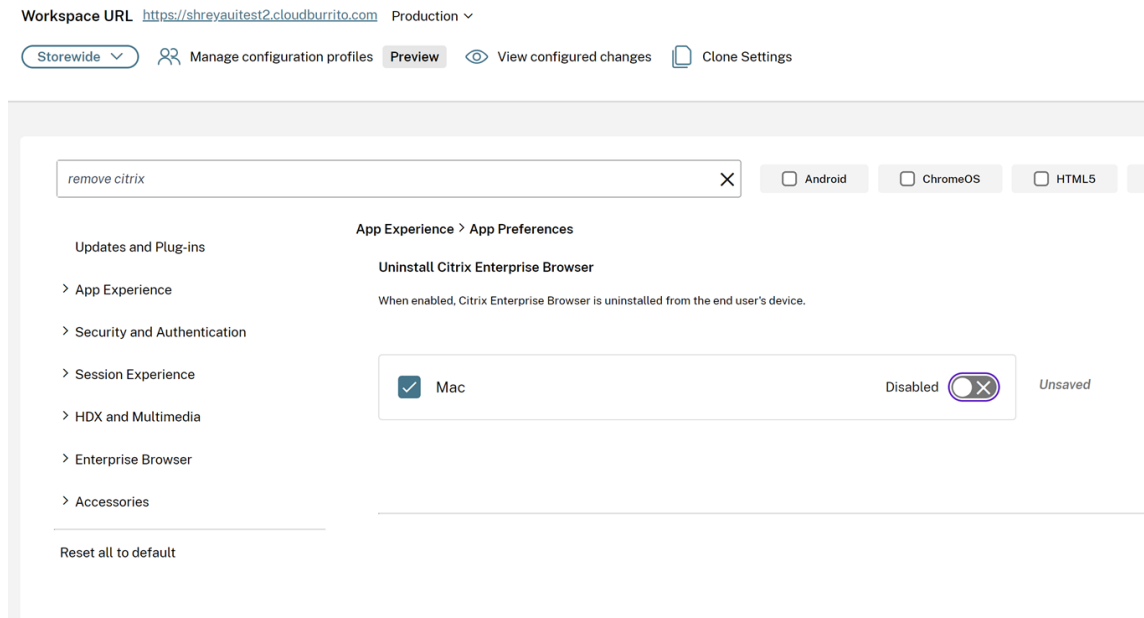 Workspace URL https://shreyauitest2.cloudburrito.com Production
Storewide Manage configuration profiles Preview View configured changes Clone Settings
remove citrix
Android ChromeOS HTML5
App Experience > App Preferences
Updates and Plug-ins
Uninstall Citrix Enterprise Browser
App Experience
When enabled, Citrix Enterprise Browser is uninstalled from the end user's device.
Security and Authentication
Session Experience
Mac Disabled Unsaved
HDX and Multimedia
Enterprise Browser
Accessories
Reset all to default